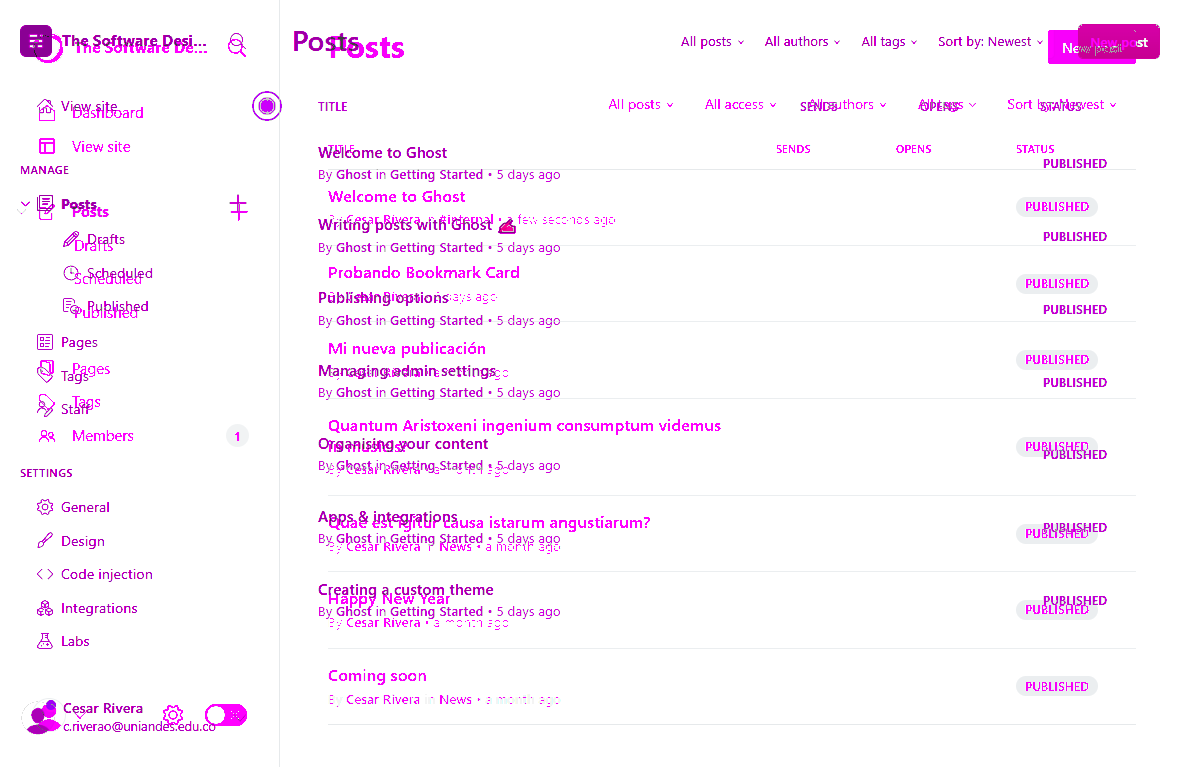 The Software Desi...
The Software De...
Posts
Posts
All posts
All authors
All tags
Sort by: Newest
New post
View site
Dashboard
View site
TITLE
All posts
All access
SENDS
All authors
OPENS
All tags
STATUS
Sort by: Newest
TITLE
SENDS
OPENS
STATUS
MANAGE
Posts
Posts
Drafts
Drafts
Scheduled
Scheduled
Published
Published
Pages
Pages
Tags
Tags
Staff
Members
1
SETTINGS
General
Design
Code injection
Integrations
Labs
Cesar Rivera
c.riverao@uniandes.edu.co
Welcome to Ghost
By Ghost in Getting Started • 5 days ago
PUBLISHED
Welcome to Ghost
By Cesar Rivera in #internal • a few seconds ago
PUBLISHED
Writing posts with Ghost ✍️
By Ghost in Getting Started • 5 days ago
PUBLISHED
Probando Bookmark Card
PUBLISHED
Publishing options
By Ghost in Getting Started • 5 days ago
PUBLISHED
Mi nueva publicación
PUBLISHED
Managing admin settings
By Ghost in Getting Started • 5 days ago
PUBLISHED
Quantum Aristoxeni ingenium consumptum videmus
in musicis?
PUBLISHED
Organising your content
By Ghost in Getting Started • 5 days ago
PUBLISHED
Apps & integrations
By Ghost in Getting Started • 5 days ago
PUBLISHED
Quae est igitur causa istarum angustiarum?
By Cesar Rivera in News • a month ago
PUBLISHED
Creating a custom theme
By Ghost in Getting Started • 5 days ago
PUBLISHED
Happy New Year
By Cesar Rivera • a month ago
PUBLISHED
Coming soon
By Cesar Rivera in News • a month ago
PUBLISHED